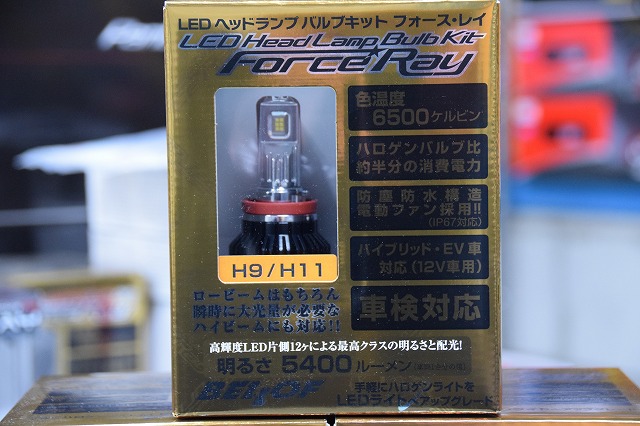 LED ヘッドランプ バルブキット フォース・レイ
LED Head Lamp Bulb Kit
Force Ray
色温度
6500ケルビン
ハロゲンバルブ比
約半分の消費電力
防塵防水構造
電動ファン採用!!
(IP67対応)
ハイブリッド・EV車
対応(12V車用)
車検対応
H9/H11
ロービームはもちろん
瞬時に大光量が必要な
ハイビームにも対応!!
高輝度LED片側12ヶによる最高クラスの明るさと配光!
明るさ 5400 ルーメン
BELLOF
手軽にハロゲンライトを
LEDライトへアップグレード